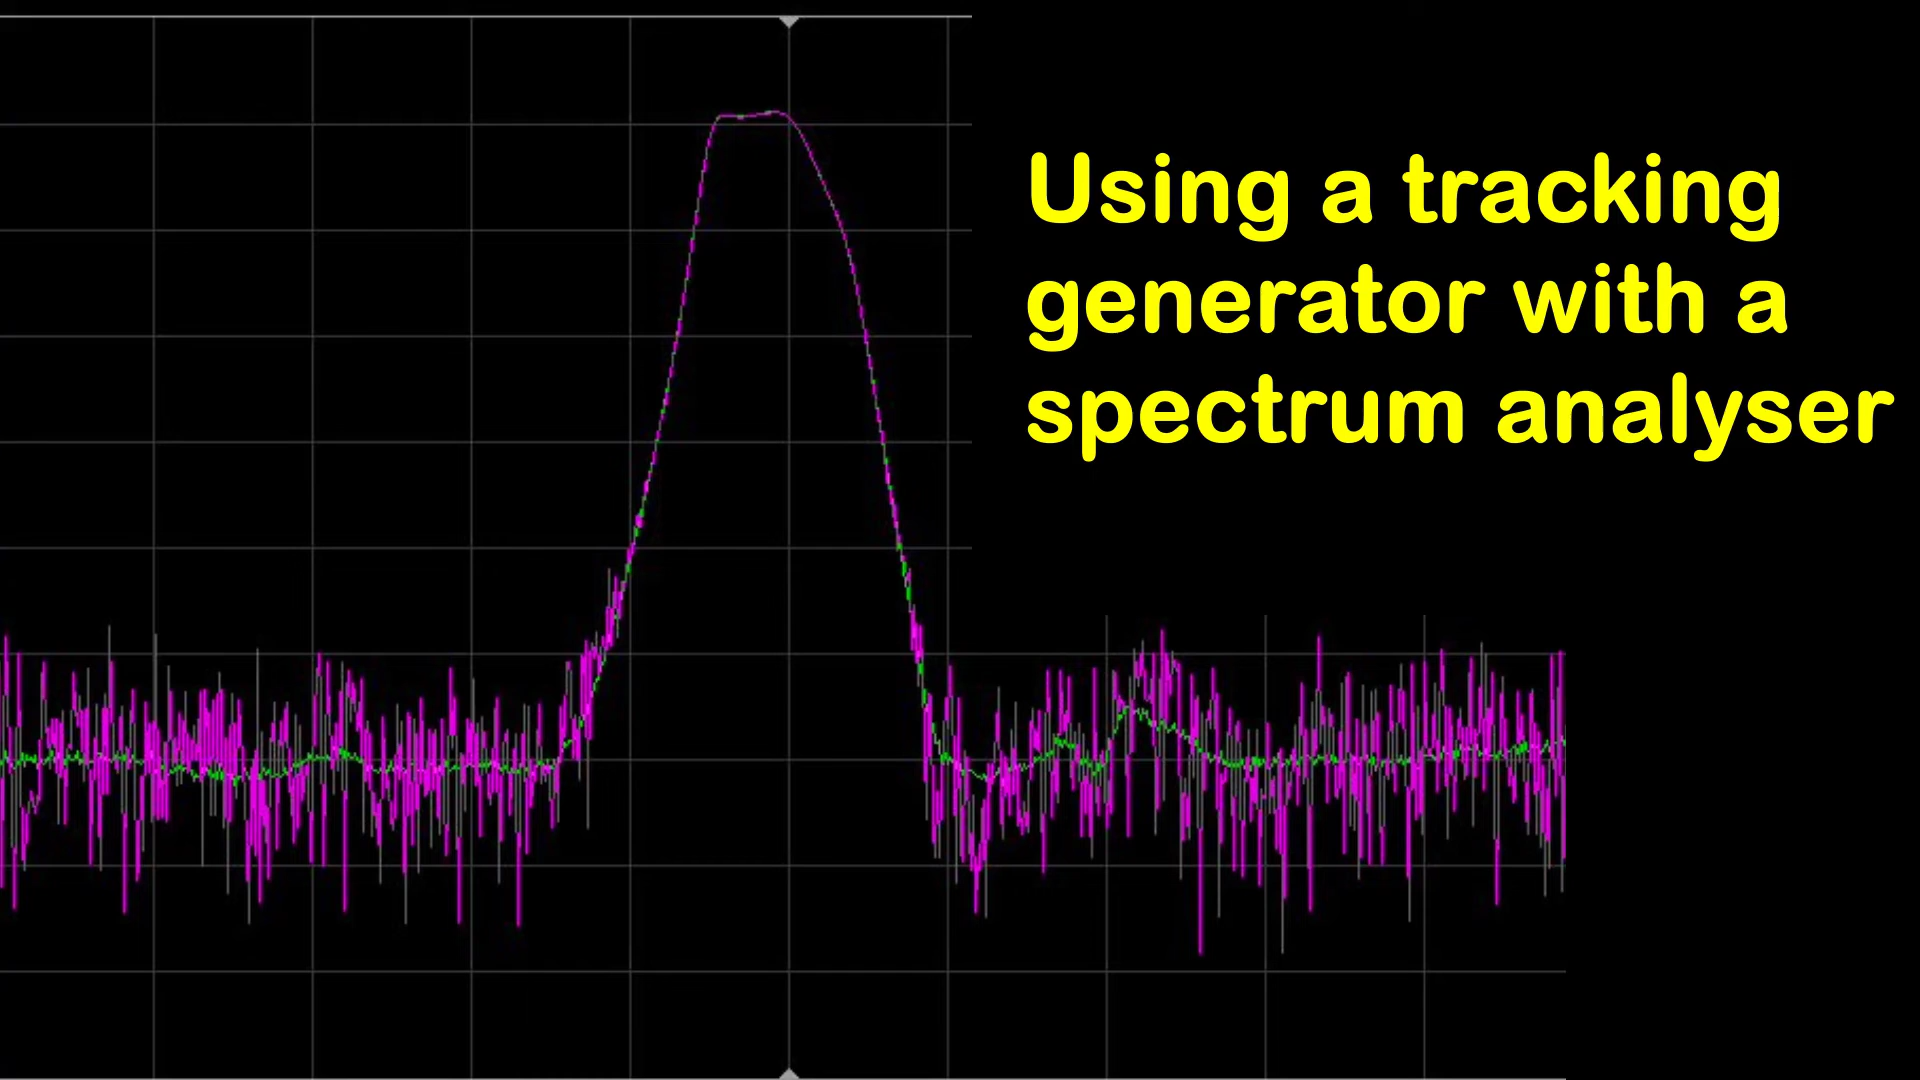 Using a tracking
generator with a
spectrum analyser